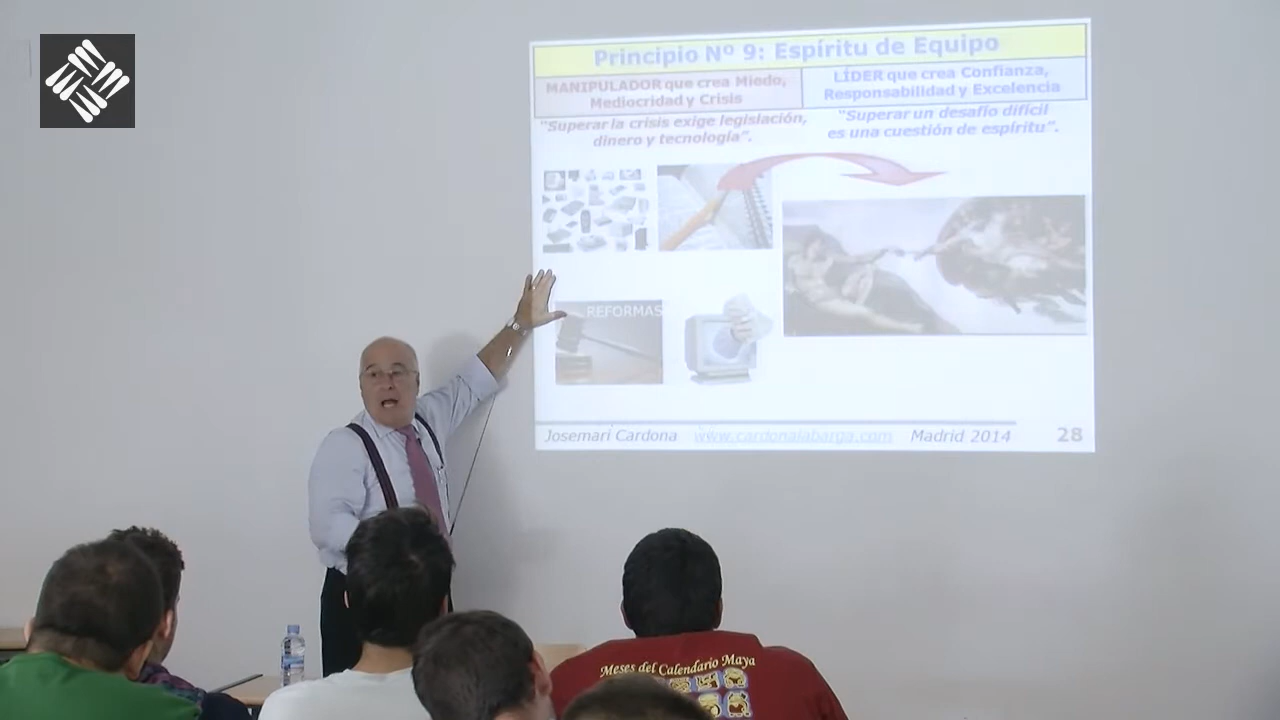 Principio Nº 9: Espíritu de Equipo
MANIPULADOR que crea Miedo,
Mediocridad y Crisis
LÍDER que crea Confianza,
Responsabilidad y Excelencia
"Superar la crisis exige legislación,
dinero y tecnología".
"Superar un desafío difícil
es una cuestión de espíritu".
REFORMAS
Josemari Cardona www.cardonalabarga.com Madrid 2014 28
Meses del Calendario Maya